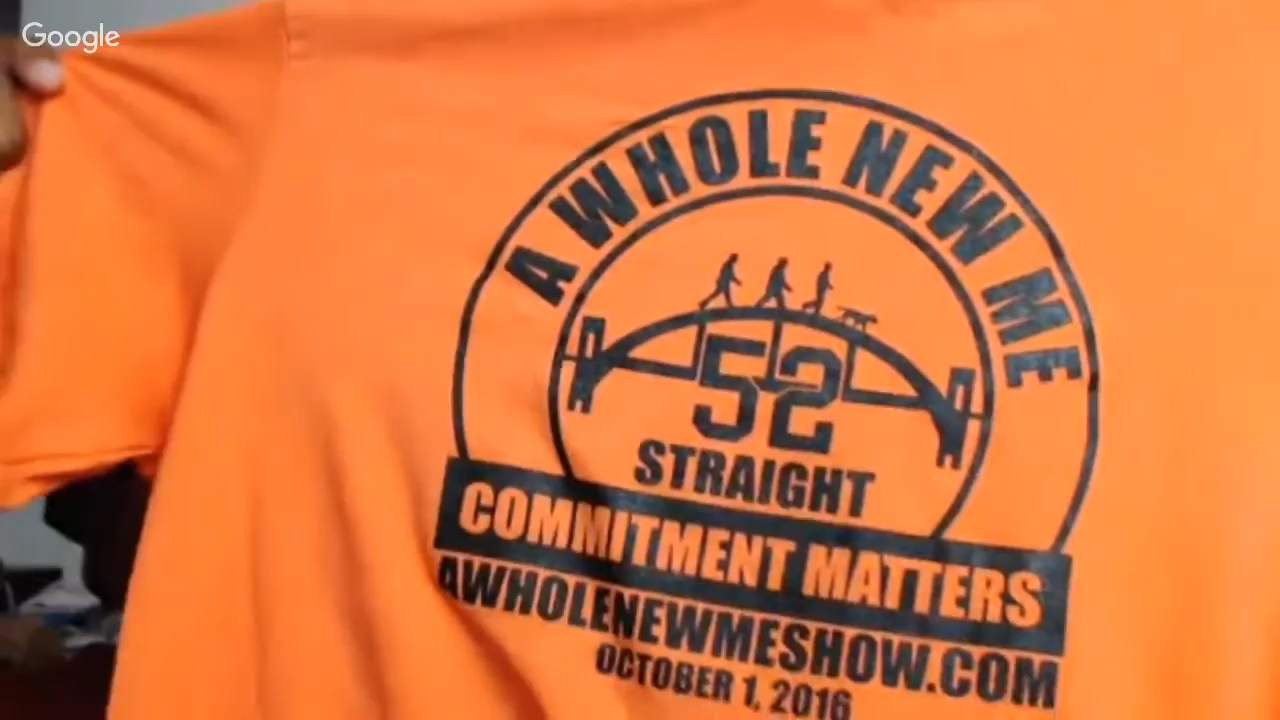 Google
A WHOLE NEW ME
52
STRAIGHT
COMMITMENT MATTERS
AWHOLENEWMESHOW.COM
OCTOBER 1, 2016